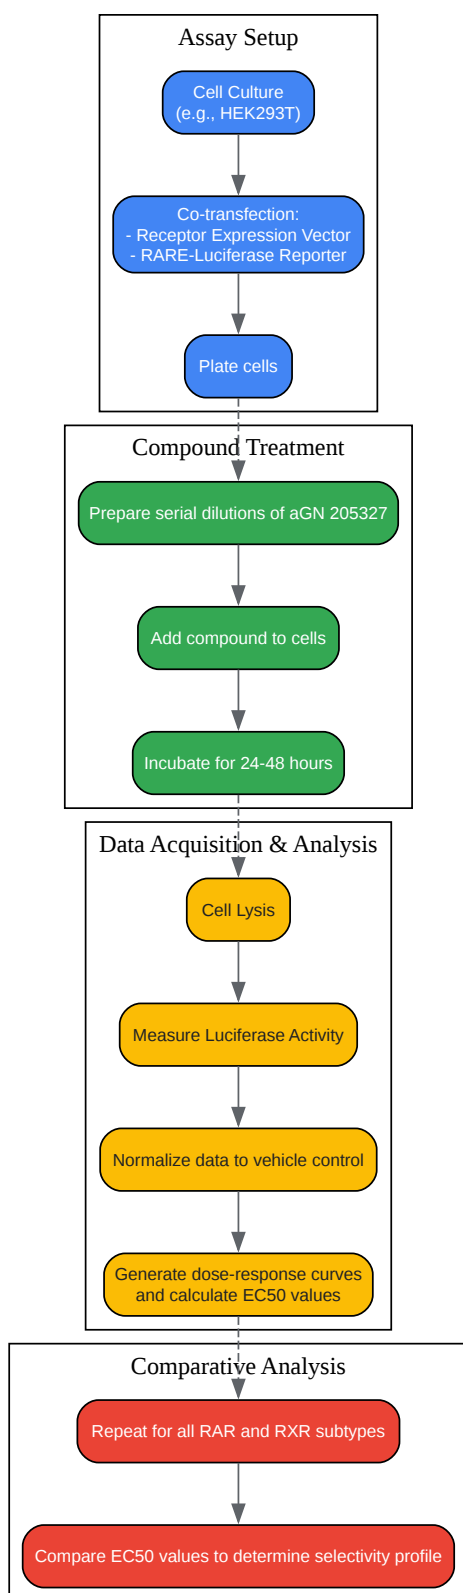 Assay Setup
Cell Culture
(e.g., HEK293T)
Co-transfection:
- Receptor Expression Vector
- RARE-Luciferase Reporter
Plate cells
Compound Treatment
Prepare serial dilutions of aGN 205327
Add compound to cells
Incubate for 24-48 hours
Data Acquisition & Analysis
Cell Lysis
Measure Luciferase Activity
Normalize data to vehicle control
Generate dose-response curves
and calculate EC50 values
Comparative Analysis
Repeat for all RAR and RXR subtypes
Compare EC50 values to determine selectivity profile